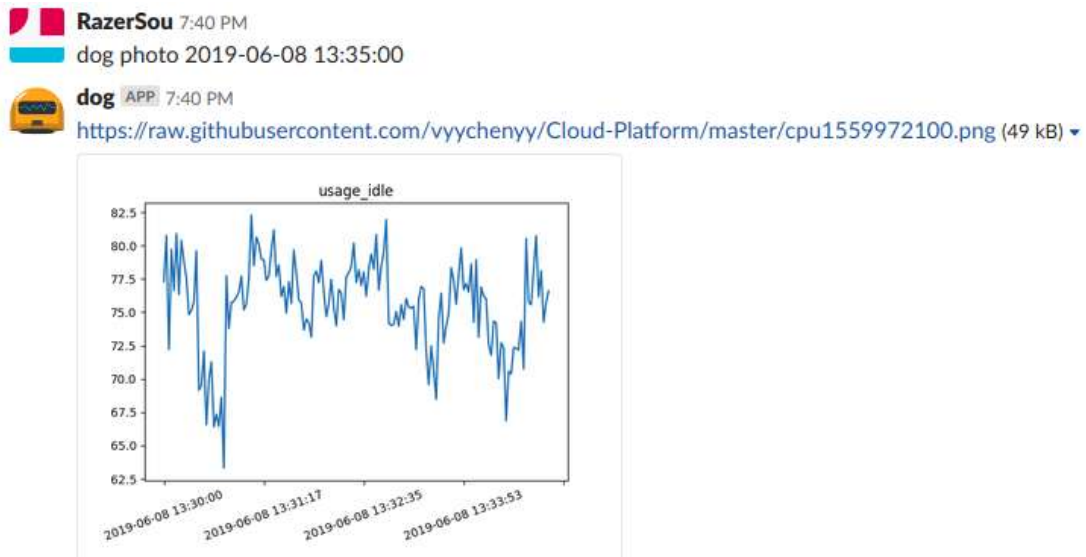 RazerSou 7:40 PM
dog photo 2019-06-08 13:35:00
dog APP 7:40 PM
https://raw.githubusercontent.com/vyychenyy/Cloud-Platform/master/cpu1559972100.png (49 kB)
usage_idle
82.5
80.0
77.5
75.0
72.5
70.0
67.5
65.0
62.5
2019-06-08 13:30:00
2019-06-08 13:31:17
2019-06-08 13:32:35
2019-06-08 13:33:53